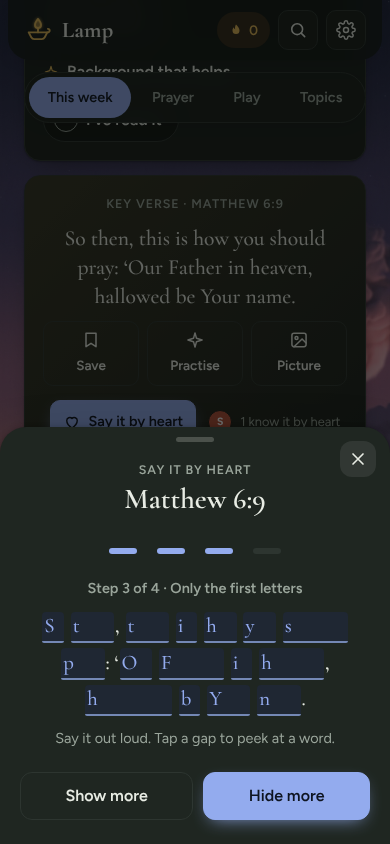 Lamp
0
Background that helps
This week
Prayer
Play
Topics
I've read it
KEY VERSE · MATTHEW 6:9
So then, this is how you should
pray: ‘Our Father in heaven,
hallowed be Your name.
Save
Practise
Picture
Say it by heart
S
1 know it by heart
SAY IT BY HEART
Matthew 6:9
Step 3 of 4 · Only the first letters
S t , t i h y s
p : ‘O F i h ,
h b Y n .
Say it out loud. Tap a gap to peek at a word.
Show more
Hide more